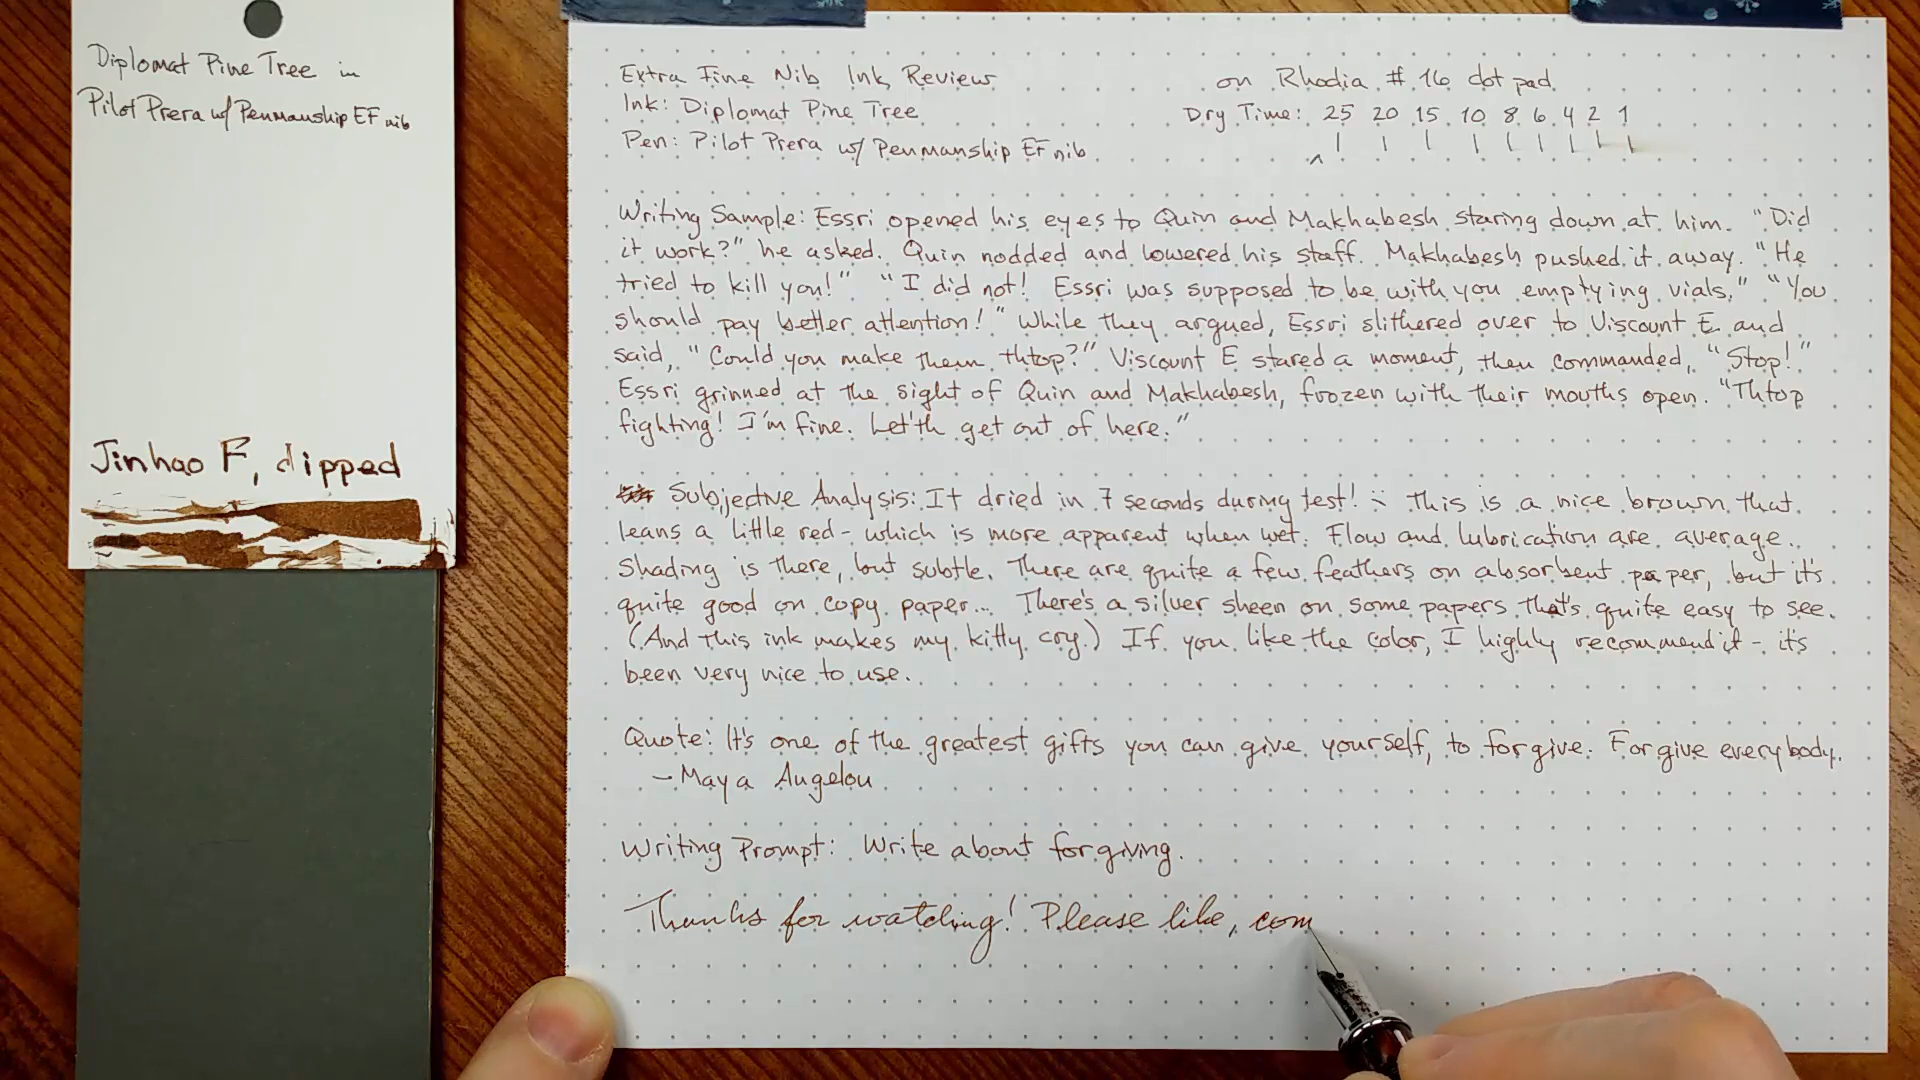 Diplomat Pine Tree in
Pilot Prera w/ Penmanship EF nib
Jinhao F, dipped
Extra Fine Nib Ink Review
on Rhodia #16 dot pad
Ink: Diplomat Pine Tree
Dry Time: 25 20 15 10 8 6 4 2 1
Pen: Pilot Prera w/ Penmanship EF nib
Writing Sample: Essri opened his eyes to Quin and Makhabesh staring down at him. "Did
it work?" he asked. Quin nodded and lowered his staff. Makhabesh pushed it away. "He
tried to kill you!" "I did not! Essri was supposed to be with you emptying vials." "You
should pay better attention!" While they argued, Essri slithered over to Viscount E and
said, "Could you make them thtop?" Viscount E stared a moment, then commanded, "Stop!"
Essri grinned at the sight of Quin and Makhabesh, frozen with their mouths open. "Thtop
fighting! I'm fine. Let'th get out of here."
Subjective Analysis: It dried in 7 seconds during test! :) This is a nice brown that
leans a little red - which is more apparent when wet. Flow and lubrication are average.
Shading is there, but subtle. There are quite a few feathers on absorbent paper, but it's
quite good on copy paper... There's a silver sheen on some papers that's quite easy to see.
(And this ink makes my kitty cry.) If you like the color, I highly recommend it - it's
been very nice to use.
Quote: It's one of the greatest gifts you can give yourself, to forgive. Forgive everybody.
- Maya Angelou
Writing Prompt: Write about forgiving.
Thanks for watching! Please like, com